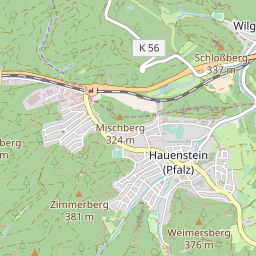 Wilg
K 56
Schloßberg
337 m
Mischberg
324 m
Hauenstein
(Pfalz)
berg
m
Zimmerberg
381 m
Weimersberg
376 m